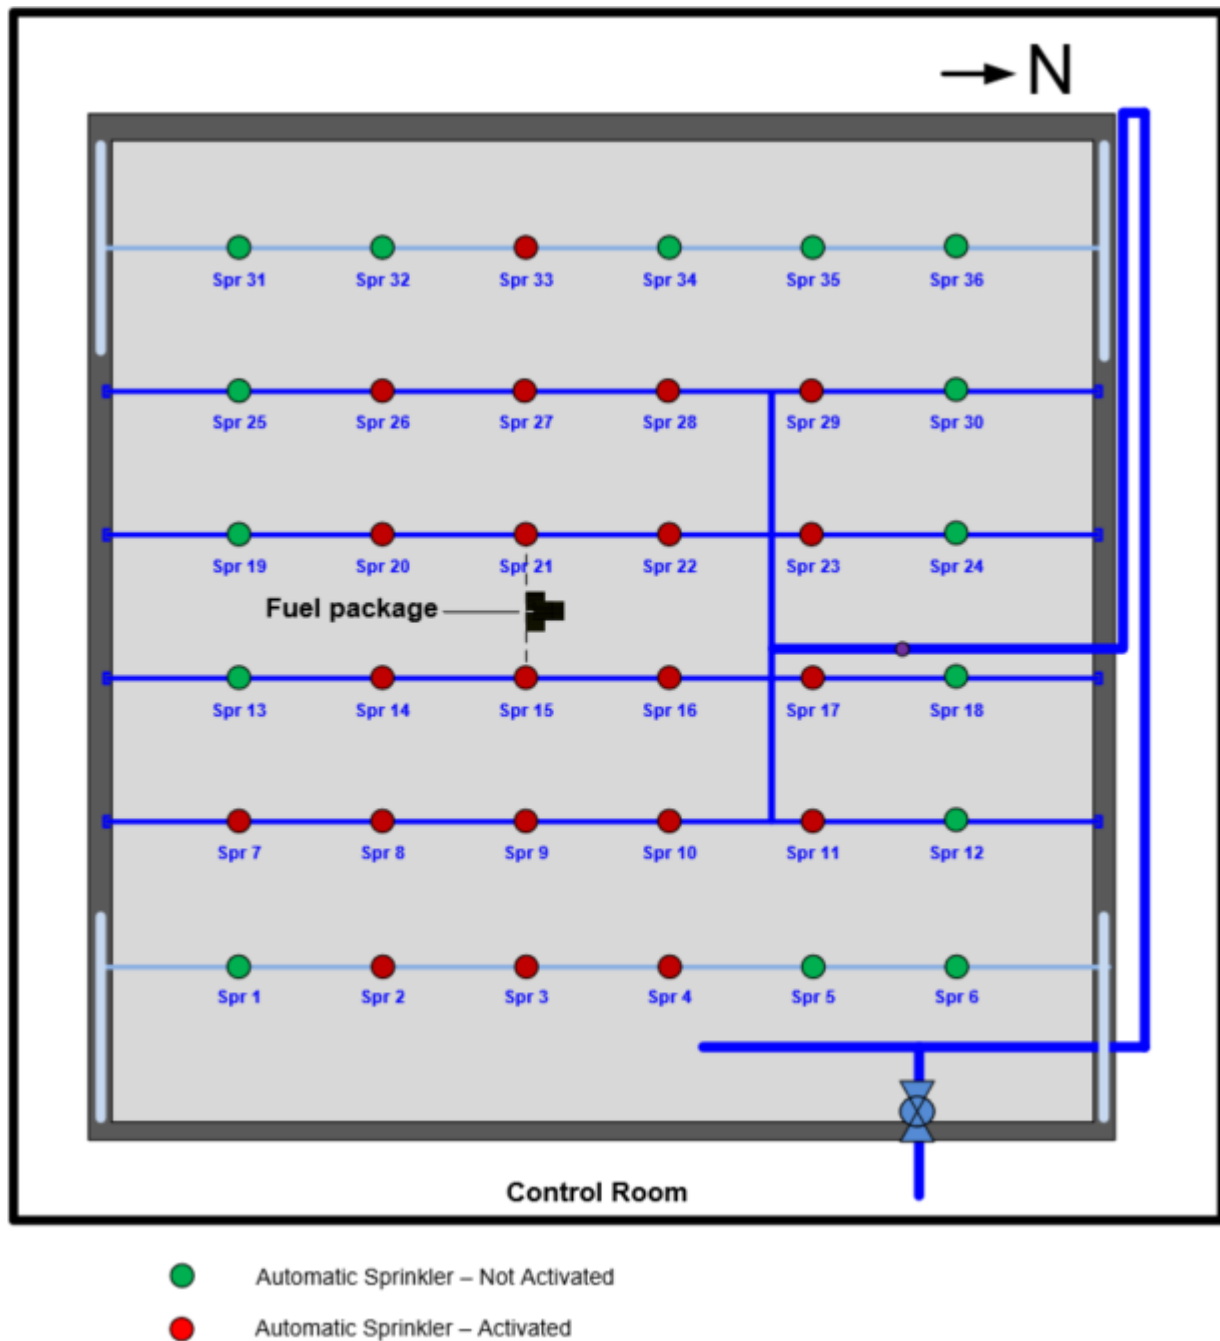 N
Spr 31 Spr 32 Spr 33 Spr 34 Spr 35 Spr 36
Spr 25 Spr 26 Spr 27 Spr 28 Spr 29 Spr 30
Spr 19 Spr 20 Spr 21 Spr 22 Spr 23 Spr 24
Fuel package
Spr 13 Spr 14 Spr 15 Spr 16 Spr 17 Spr 18
Spr 7 Spr 8 Spr 9 Spr 10 Spr 11 Spr 12
Spr 1 Spr 2 Spr 3 Spr 4 Spr 5 Spr 6
Control Room
Automatic Sprinkler – Not Activated
Automatic Sprinkler – Activated